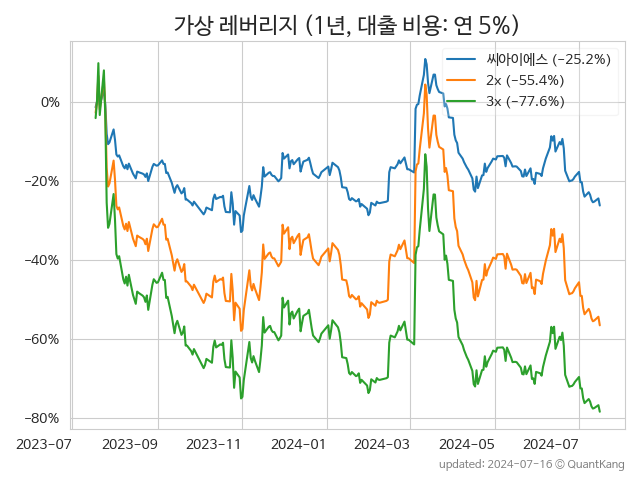 가상 레버리지 (1년, 대출 비용: 연 5%)
씨아이에스 (−25.2%)
2x (−55.4%)
3x (−77.6%)
0%
−20%
−40%
−60%
−80%
2023-07 2023-09 2023-11 2024-01 2024-03 2024-05 2024-07
updated: 2024-07-16 © QuantKang